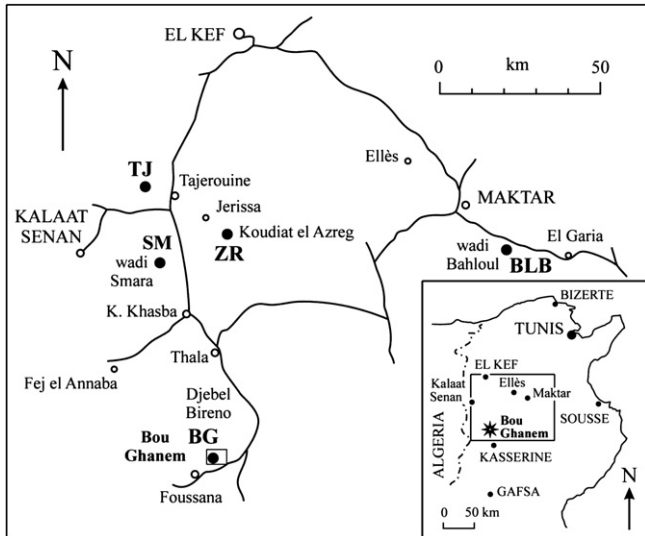 EL KEF
N
km
0 50
TJ
Tajerouine
Ellès
KALAAT
SENAN
Jerissa
MAKTAR
SM
Koudiat el Azreg
ZR
wadi
Smara
wadi
Bahloul
El Garia
BLB
K. Khasba
Thala
Fej el Annaba
Djebel
Bireno
Bou
Ghanem
BG
Foussana
BIZERTE
TUNIS
EL KEF
Ellès
Kalaat
Senan
Maktar
SOUSSE
Bou
Ghanem
ALGERIA
KASSERINE
GAFSA
N
0 50 km